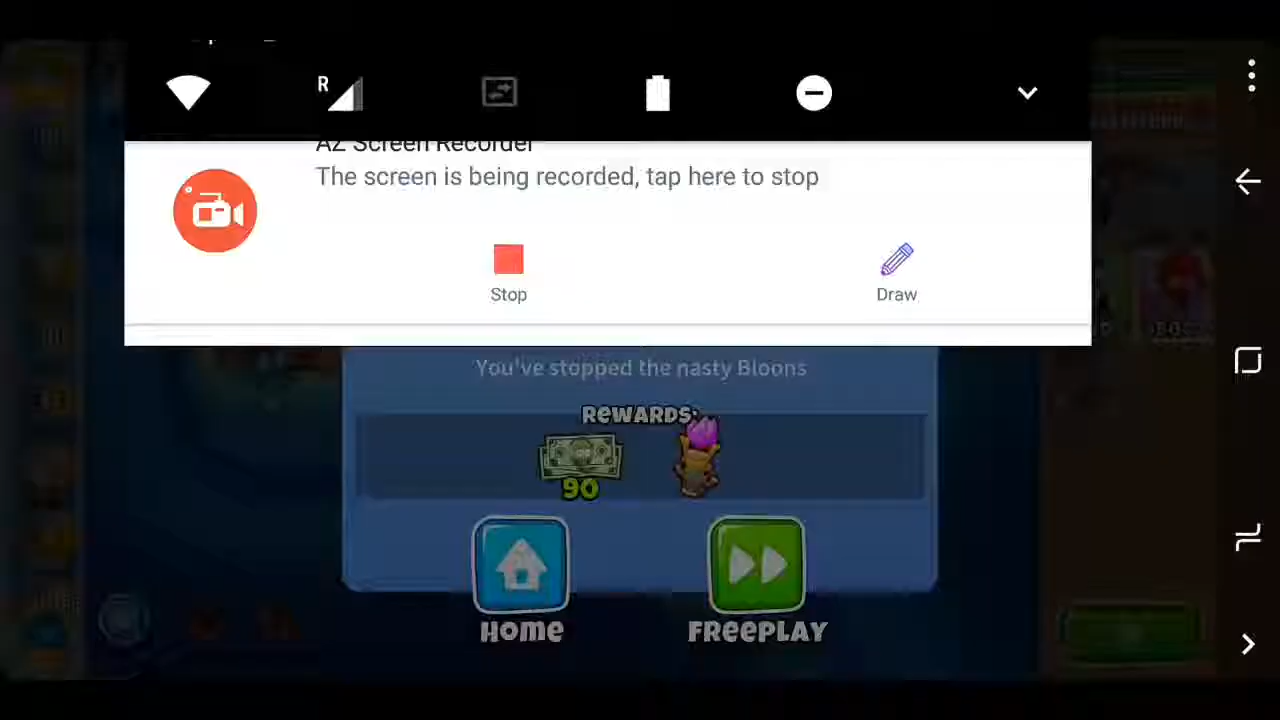 R
AZ Screen Recorder
The screen is being recorded, tap here to stop
Stop
Draw
You've stopped the nasty Bloons
REWARDS:
90
HOME
FREEPLAY